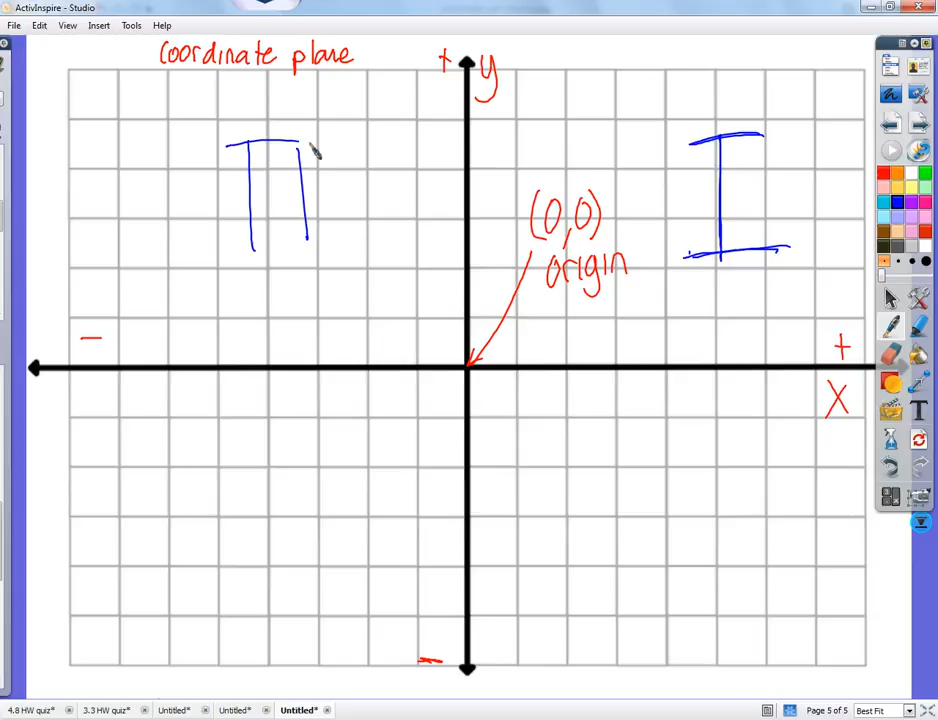 ActivInspire - Studio
File Edit View Insert Tools Help
coordinate plane
+ y
II
I
(0,0)
origin
−
+
X
−
4.8 HW quiz* 3.3 HW quiz* Untitled* Untitled* Untitled*
Page 5 of 5 Best Fit